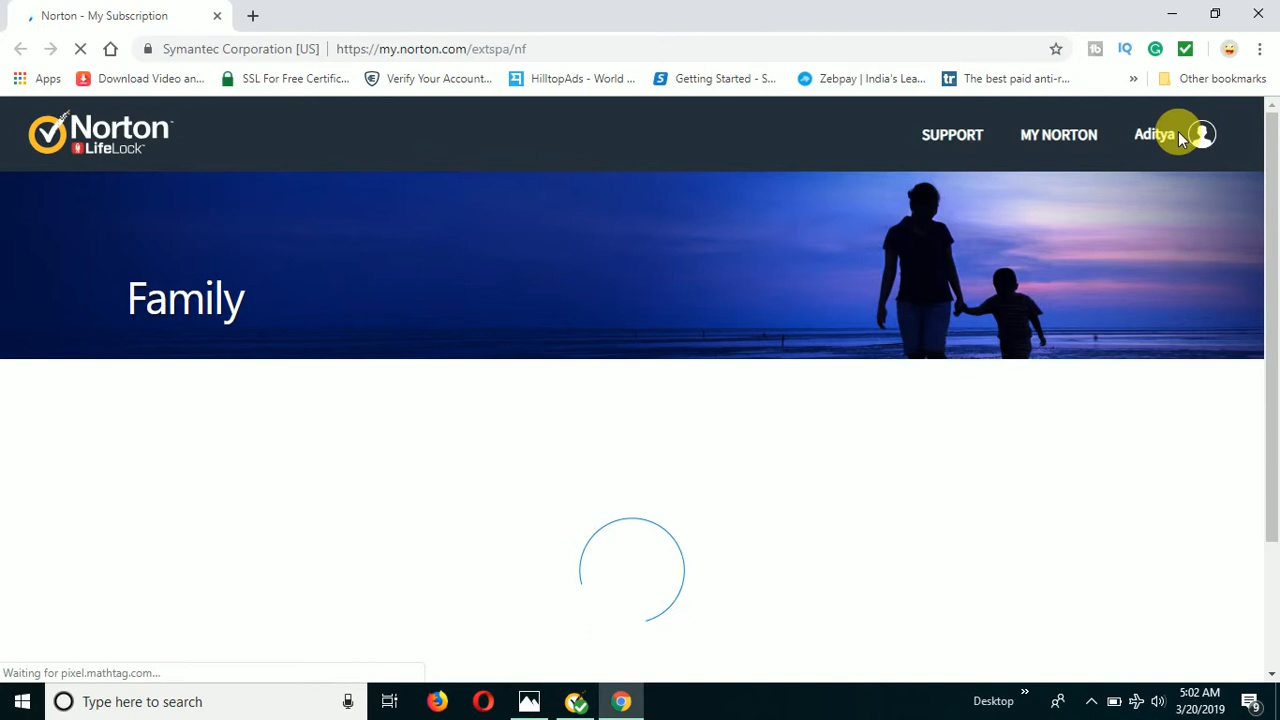 Norton - My Subscription
Symantec Corporation [US] | https://my.norton.com/extspa/nf
Apps Download Video an... SSL For Free Certific... Verify Your Account... HilltopAds - World ... Getting Started - S... Zebpay | India's Lea... The best paid anti-r... » Other bookmarks
Norton
LifeLock
SUPPORT MY NORTON Aditya
Family
Waiting for pixel.mathtag.com...
Type here to search
Desktop
5:02 AM
3/20/2019
9